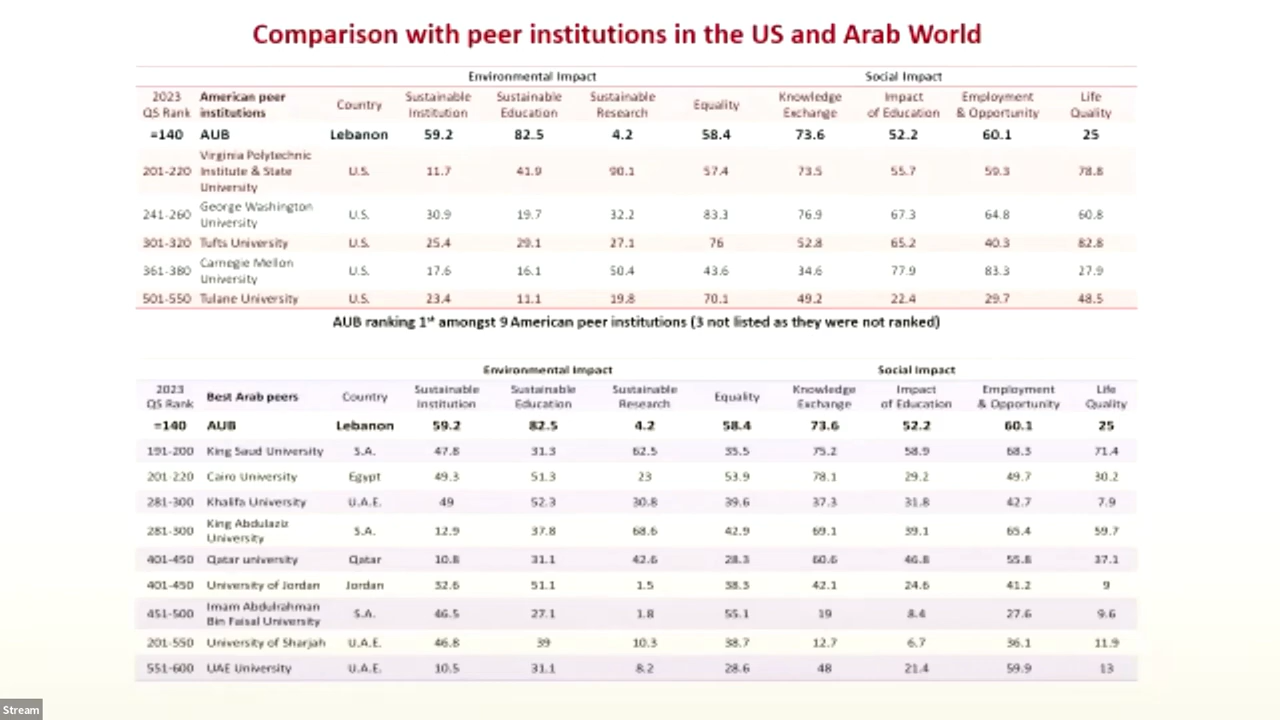 Comparison with peer institutions in the US and Arab World
Environmental Impact Social Impact
2023 QS Rank American peer institutions Country Sustainable Institution Sustainable Education Sustainable Research Equality Knowledge Exchange Impact of Education Employment & Opportunity Life Quality
=140 AUB Lebanon 59.2 82.5 4.2 58.4 73.6 52.2 60.1 25
201-220 Virginia Polytechnic Institute & State University U.S. 11.7 41.9 90.1 57.4 73.5 55.7 59.3 78.8
241-260 George Washington University U.S. 30.9 19.7 32.2 83.3 76.9 67.3 64.8 60.8
301-320 Tufts University U.S. 25.4 29.1 27.1 76 52.8 65.2 40.3 82.8
361-380 Carnegie Mellon University U.S. 17.6 16.1 50.4 43.6 34.6 77.9 83.3 27.9
501-550 Tulane University U.S. 23.4 11.1 19.8 70.1 49.2 22.4 29.7 48.5
AUB ranking 1st amongst 9 American peer institutions (3 not listed as they were not ranked)
Environmental Impact Social Impact
2023 QS Rank Best Arab peers Country Sustainable Institution Sustainable Education Sustainable Research Equality Knowledge Exchange Impact of Education Employment & Opportunity Life Quality
=140 AUB Lebanon 59.2 82.5 4.2 58.4 73.6 52.2 60.1 25
191-200 King Saud University S.A. 47.8 31.3 62.5 35.5 75.2 58.9 68.3 71.4
201-220 Cairo University Egypt 49.3 51.3 23 53.9 78.1 29.2 49.7 30.2
281-300 Khalifa University U.A.E. 49 52.3 30.8 39.6 37.3 31.8 42.7 7.9
281-300 King Abdulaziz University S.A. 12.9 37.8 68.6 42.9 69.1 39.1 65.4 59.7
401-450 Qatar university Qatar 10.8 31.1 42.6 28.3 60.6 46.8 55.8 37.1
401-450 University of Jordan Jordan 32.6 51.1 1.5 38.3 42.1 24.6 41.2 9
451-500 Imam Abdulrahman Bin Faisal University S.A. 46.5 27.1 1.8 55.1 19 8.4 27.6 9.6
201-550 University of Sharjah U.A.E. 46.8 39 10.3 38.7 12.7 6.7 36.1 11.9
551-600 UAE University U.A.E. 10.5 31.1 8.2 28.6 48 21.4 59.9 13
Stream